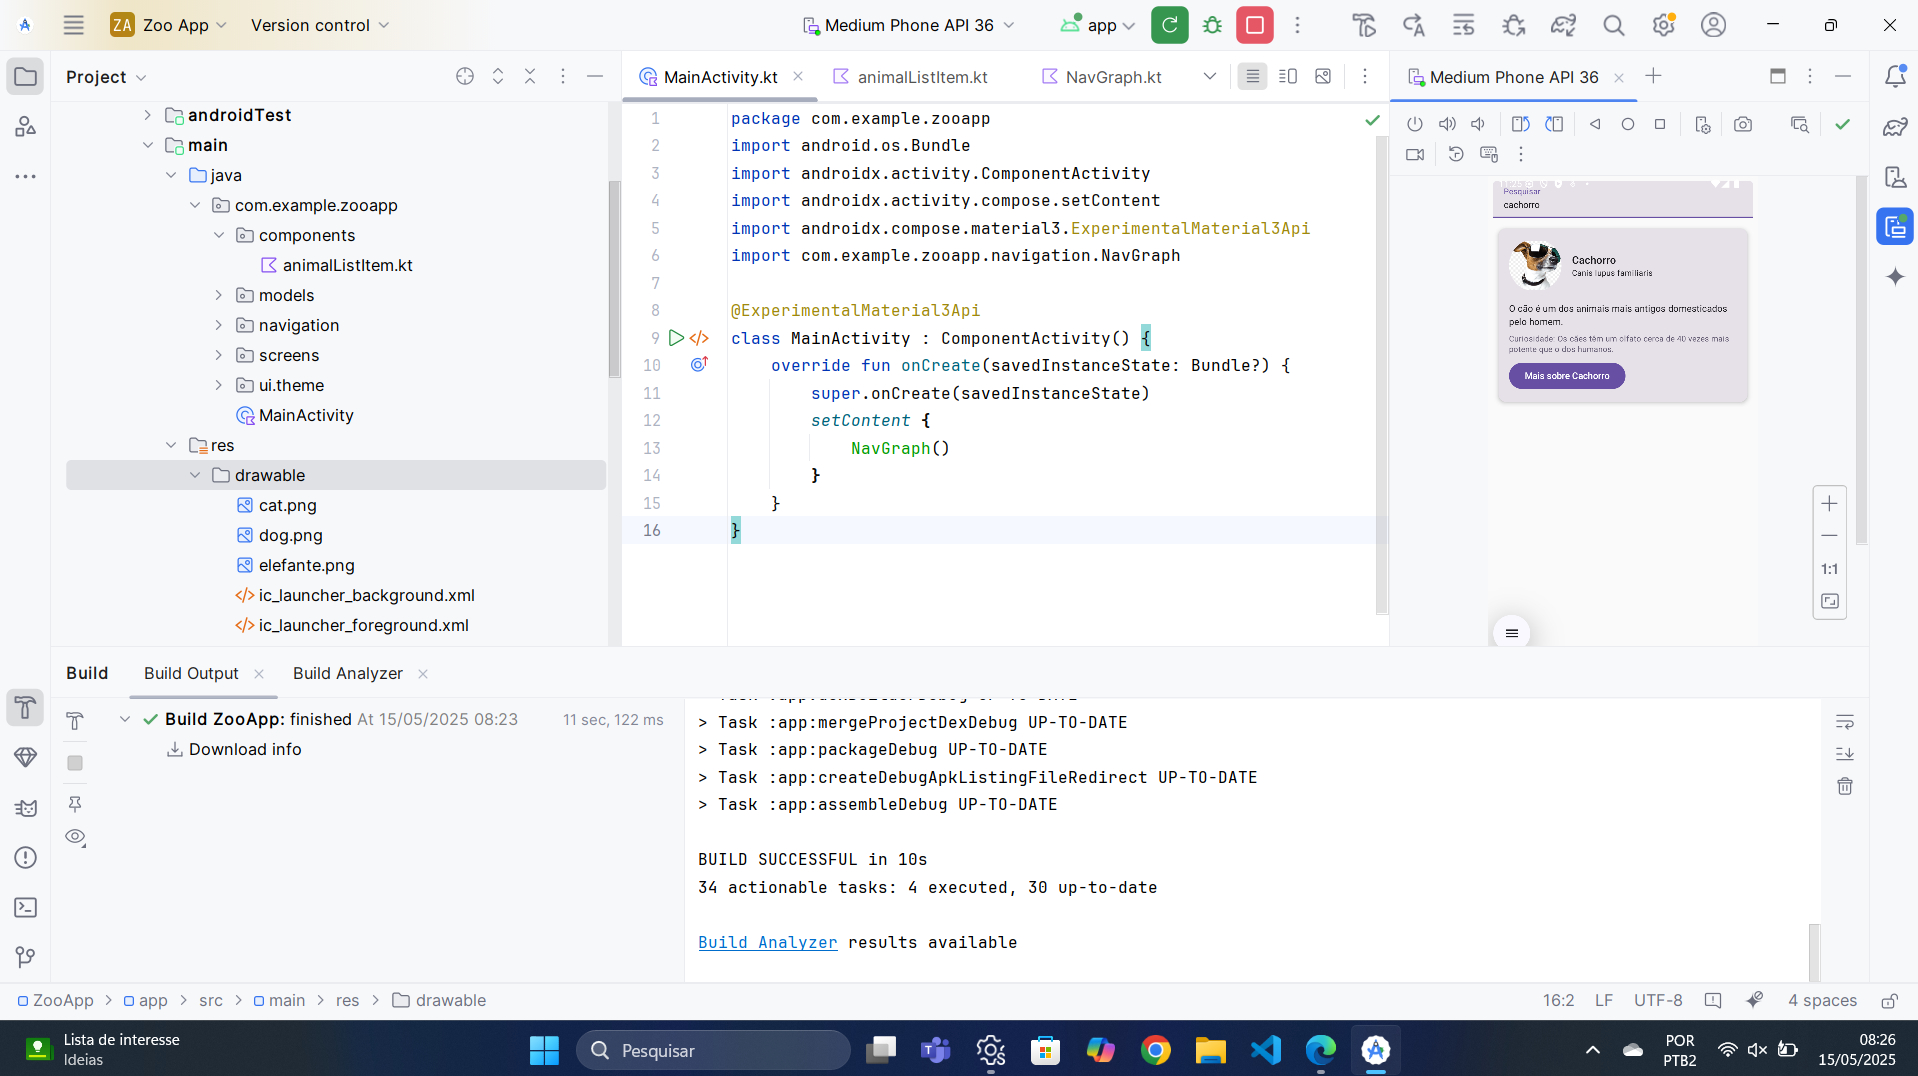 ZA Zoo App
Version control
Medium Phone API 36
app
Project
MainActivity.kt
animalListItem.kt
NavGraph.kt
Medium Phone API 36
androidTest
main
java
com.example.zooapp
components
animalListItem.kt
models
navigation
screens
ui.theme
MainActivity
res
drawable
cat.png
dog.png
elefante.png
ic_launcher_background.xml
ic_launcher_foreground.xml
1 package com.example.zooapp
2 import android.os.Bundle
3 import androidx.activity.ComponentActivity
4 import androidx.activity.compose.setContent
5 import androidx.compose.material3.ExperimentalMaterial3Api
6 import com.example.zooapp.navigation.NavGraph
7
8 @ExperimentalMaterial3Api
9 class MainActivity : ComponentActivity() {
10 override fun onCreate(savedInstanceState: Bundle?) {
11 super.onCreate(savedInstanceState)
12 setContent {
13 NavGraph()
14 }
15 }
16 }
Pesquisar
cachorro
Cachorro
Canis lupus familiaris
O cão é um dos animais mais antigos domesticados
pelo homem.
Curiosidade: Os cães têm um olfato cerca de 40 vezes mais
potente que o dos humanos.
Mais sobre Cachorro
1:1
Build
Build Output
Build Analyzer
Build ZooApp: finished At 15/05/2025 08:23
11 sec, 122 ms
Download info
> Task :app:mergeProjectDexDebug UP-TO-DATE
> Task :app:packageDebug UP-TO-DATE
> Task :app:createDebugApkListingFileRedirect UP-TO-DATE
> Task :app:assembleDebug UP-TO-DATE
BUILD SUCCESSFUL in 10s
34 actionable tasks: 4 executed, 30 up-to-date
Build Analyzer results available
ZooApp > app > src > main > res > drawable
16:2
LF
UTF-8
4 spaces
Lista de interesse
Ideias
Pesquisar
POR
PTB2
08:26
15/05/2025